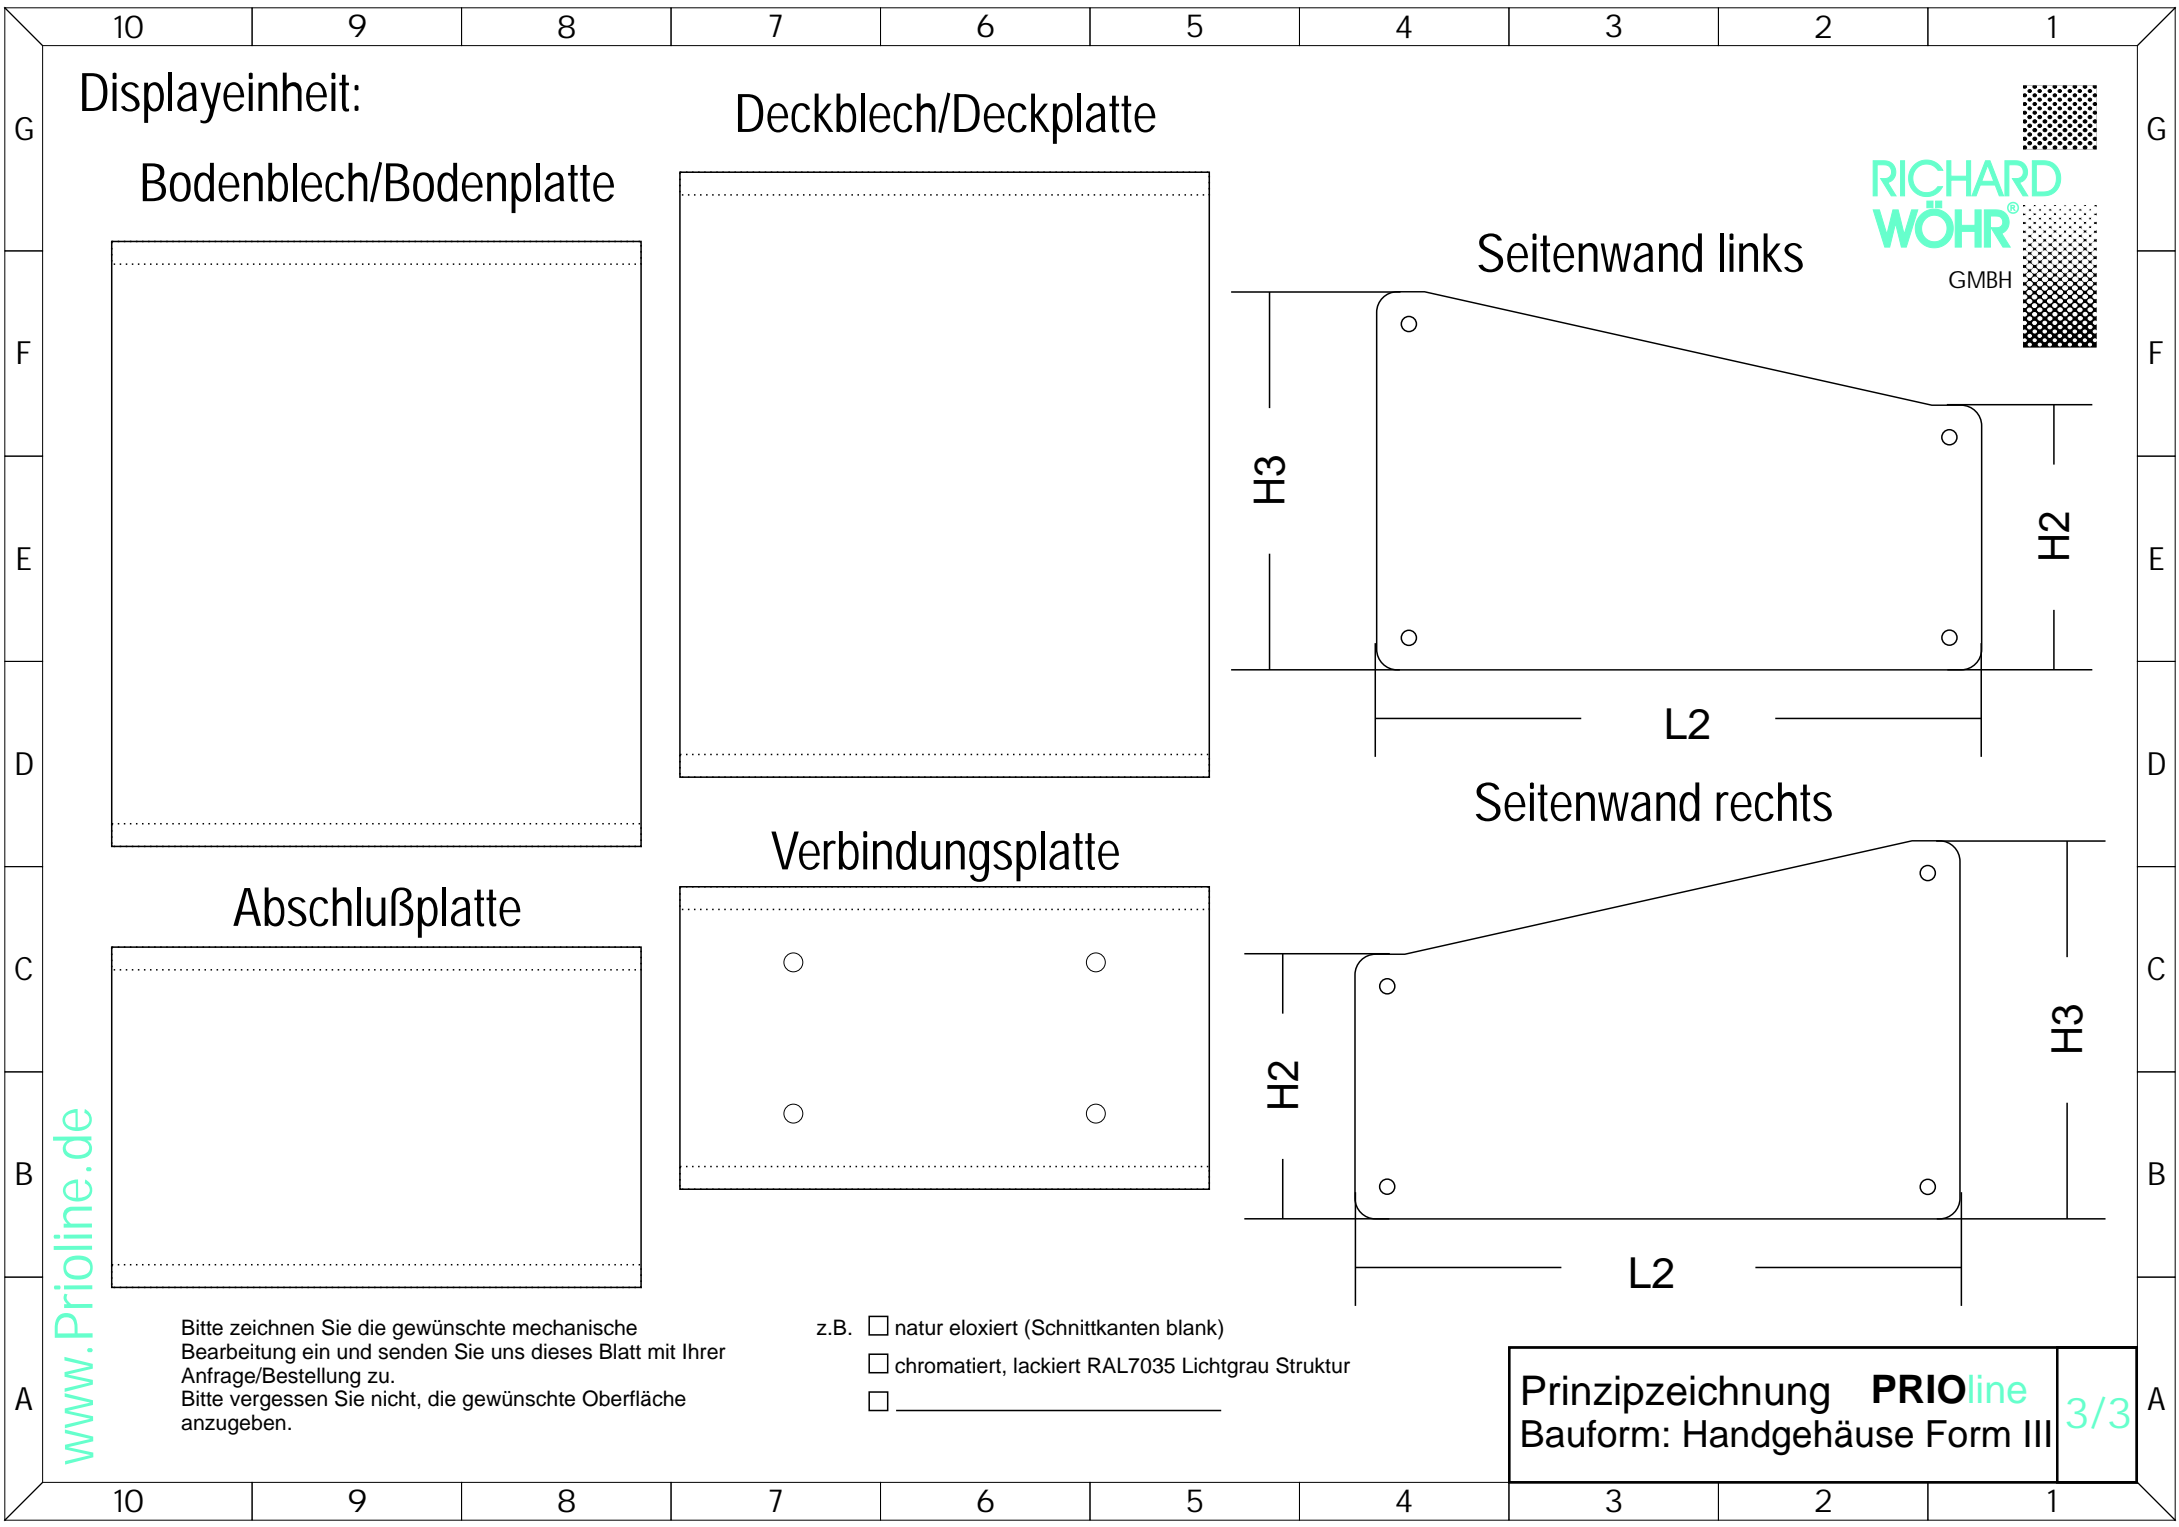 10 9 8 7 6 5 4 3 2 1
G
F
E
D
C
B
A
Displayeinheit:
Bodenblech/Bodenplatte
Deckblech/Deckplatte
RICHARD
WÖHR®
GMBH
Seitenwand links
H3
H2
L2
Seitenwand rechts
H2
H3
L2
Abschlußplatte
Verbindungsplatte
www.Prioline.de
Bitte zeichnen Sie die gewünschte mechanische
Bearbeitung ein und senden Sie uns dieses Blatt mit Ihrer
Anfrage/Bestellung zu.
Bitte vergessen Sie nicht, die gewünschte Oberfläche
anzugeben.
z.B. natur eloxiert (Schnittkanten blank)
chromatiert, lackiert RAL7035 Lichtgrau Struktur
Prinzipzeichnung PRIOline
Bauform: Handgehäuse Form III
3/3
G
F
E
D
C
B
A
10 9 8 7 6 5 4 3 2 1